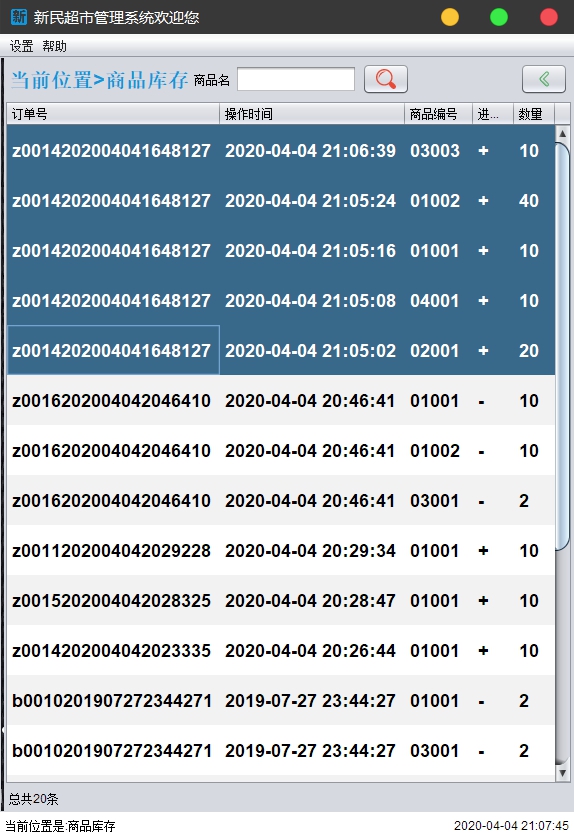 新 新民超市管理系统欢迎您
设置 帮助
当前位置>商品库存 商品名
订单号 操作时间 商品编号 进... 数量
z0014202004041648127 2020-04-04 21:06:39 03003 + 10
z0014202004041648127 2020-04-04 21:05:24 01002 + 40
z0014202004041648127 2020-04-04 21:05:16 01001 + 10
z0014202004041648127 2020-04-04 21:05:08 04001 + 10
z0014202004041648127 2020-04-04 21:05:02 02001 + 20
z0016202004042046410 2020-04-04 20:46:41 01001 - 10
z0016202004042046410 2020-04-04 20:46:41 01002 - 10
z0016202004042046410 2020-04-04 20:46:41 03001 - 2
z0011202004042029228 2020-04-04 20:29:34 01001 + 10
z0015202004042028325 2020-04-04 20:28:47 01001 + 10
z0014202004042023335 2020-04-04 20:26:44 01001 + 10
b0010201907272344271 2019-07-27 23:44:27 01001 - 2
b0010201907272344271 2019-07-27 23:44:27 03001 - 2
总共20条
当前位置是:商品库存 2020-04-04 21:07:45